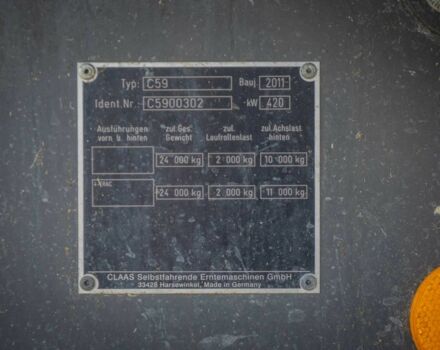 Typ: C59 Bauj. 2011
Ident.Nr. C5900302 kW 420
Ausführungen zul. Ges. zul. zul. Achslast
vorn u. hinten Gewicht Laufrollenlast hinten
24 000 kg 2 000 kg 10 000 kg
24 000 kg 2 000 kg 11 000 kg
CLAAS Selbstfahrende Erntemaschinen GmbH
33428 Harsewinkel, Made in Germany